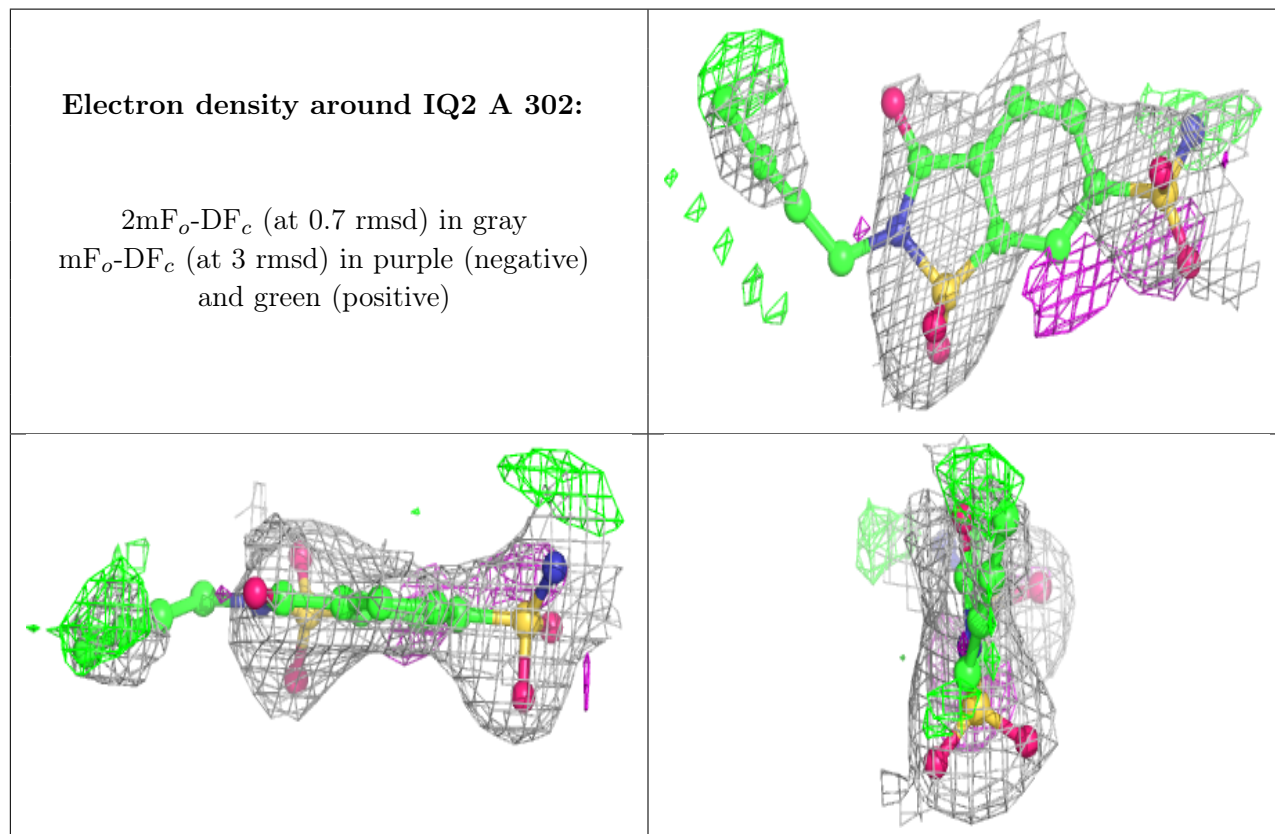 Electron density around IQ2 A 302:
2mFo-DFc (at 0.7 rmsd) in gray
mFo-DFc (at 3 rmsd) in purple (negative)
and green (positive)